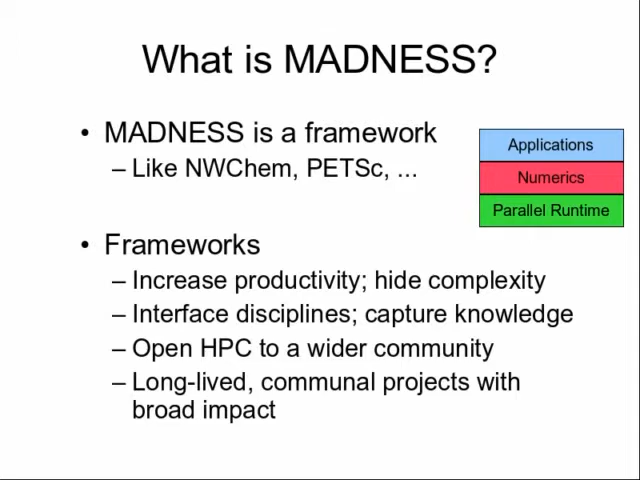 What is MADNESS?
• MADNESS is a framework
– Like NWChem, PETSc, ...
Applications
Numerics
Parallel Runtime
• Frameworks
– Increase productivity; hide complexity
– Interface disciplines; capture knowledge
– Open HPC to a wider community
– Long-lived, communal projects with
broad impact